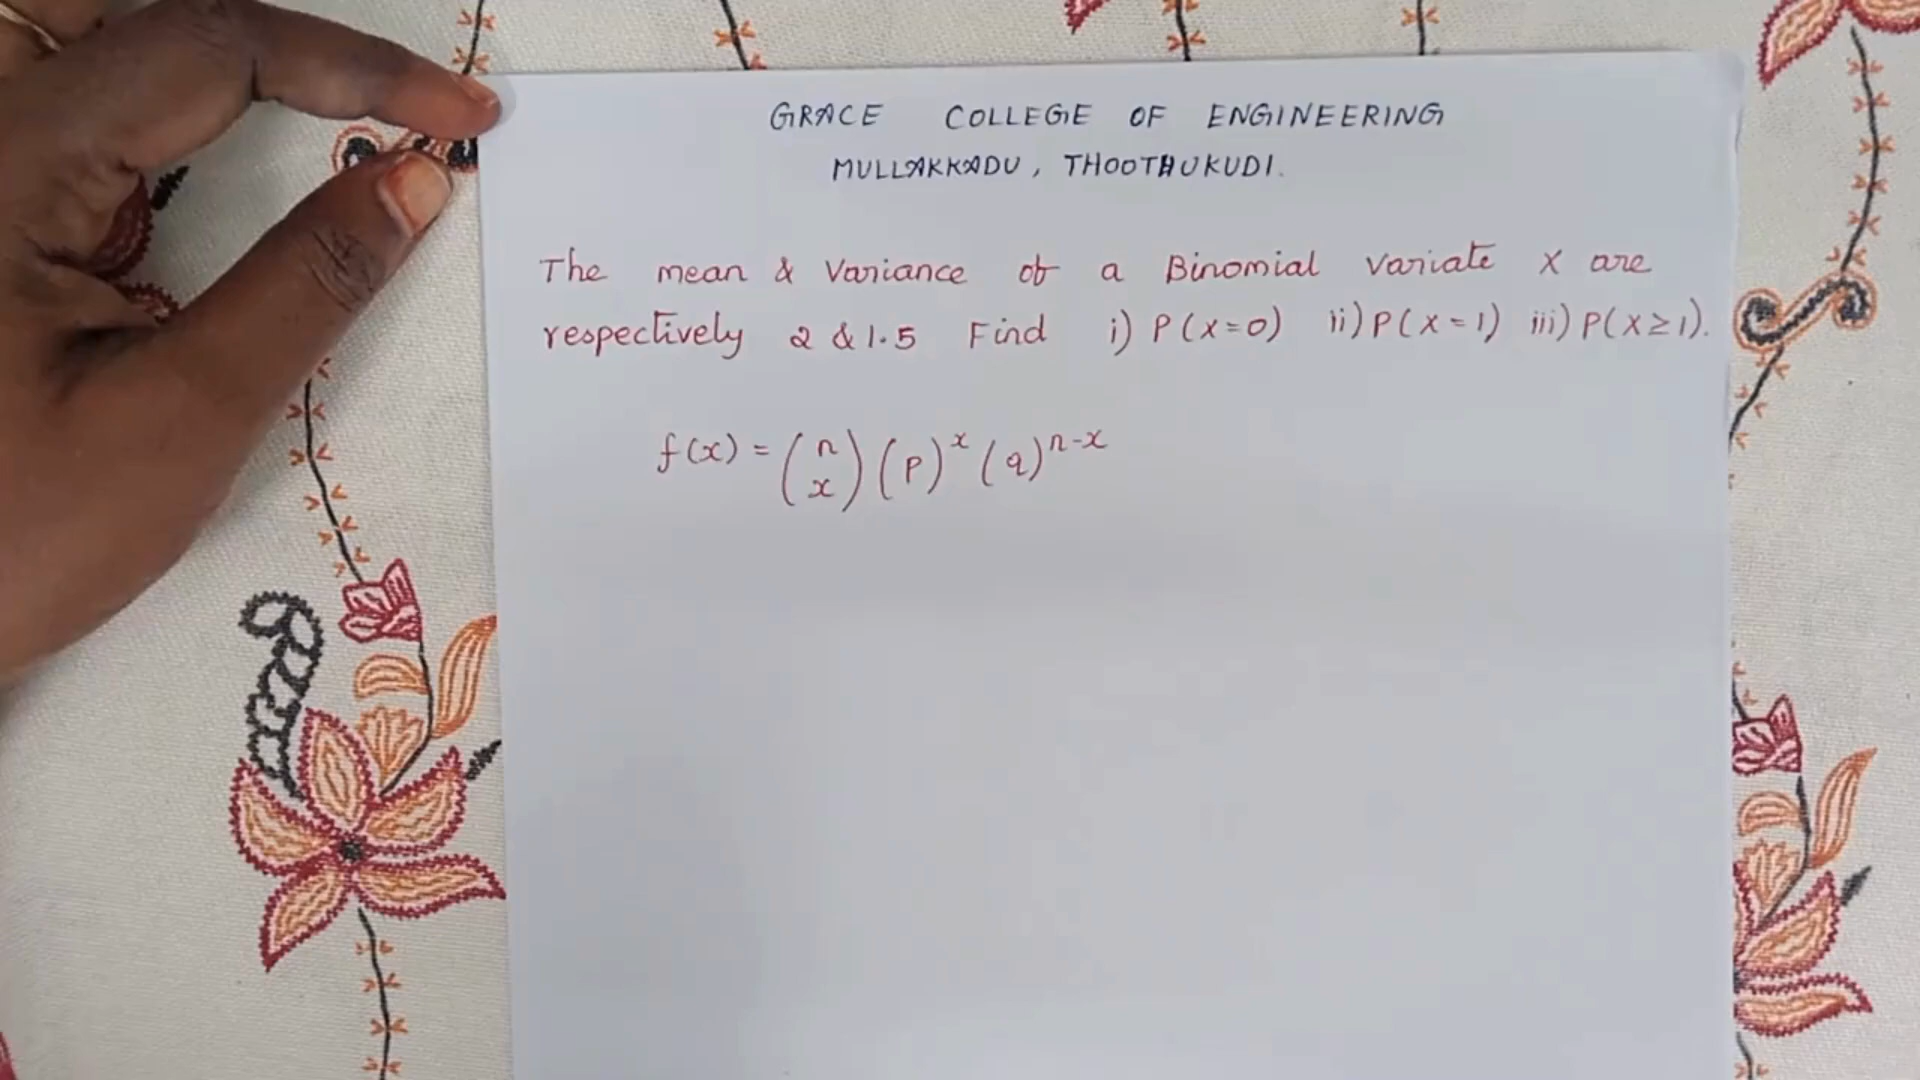 GRACE COLLEGE OF ENGINEERING
MULLAKKADU, THOOTHUKUDI.
The mean & Variance of a Binomial variate X are
respectively 2 & 1.5 Find i) P(X=0) ii) P(X=1) iii) P(X≥1).
f(x) = (n x) (p)^x (q)^n-x